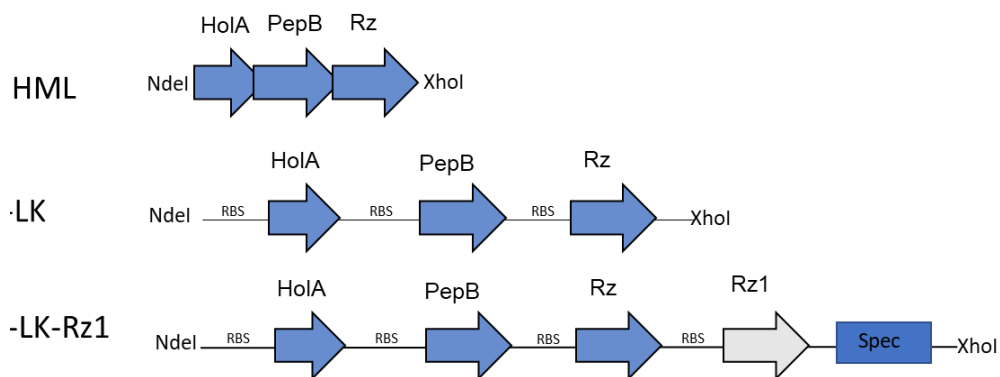 HolA PepB Rz
HML NdeI XhoI
HolA PepB Rz
-LK NdeI RBS RBS RBS XhoI
HolA PepB Rz Rz1
-LK-Rz1 NdeI RBS RBS RBS RBS Spec XhoI